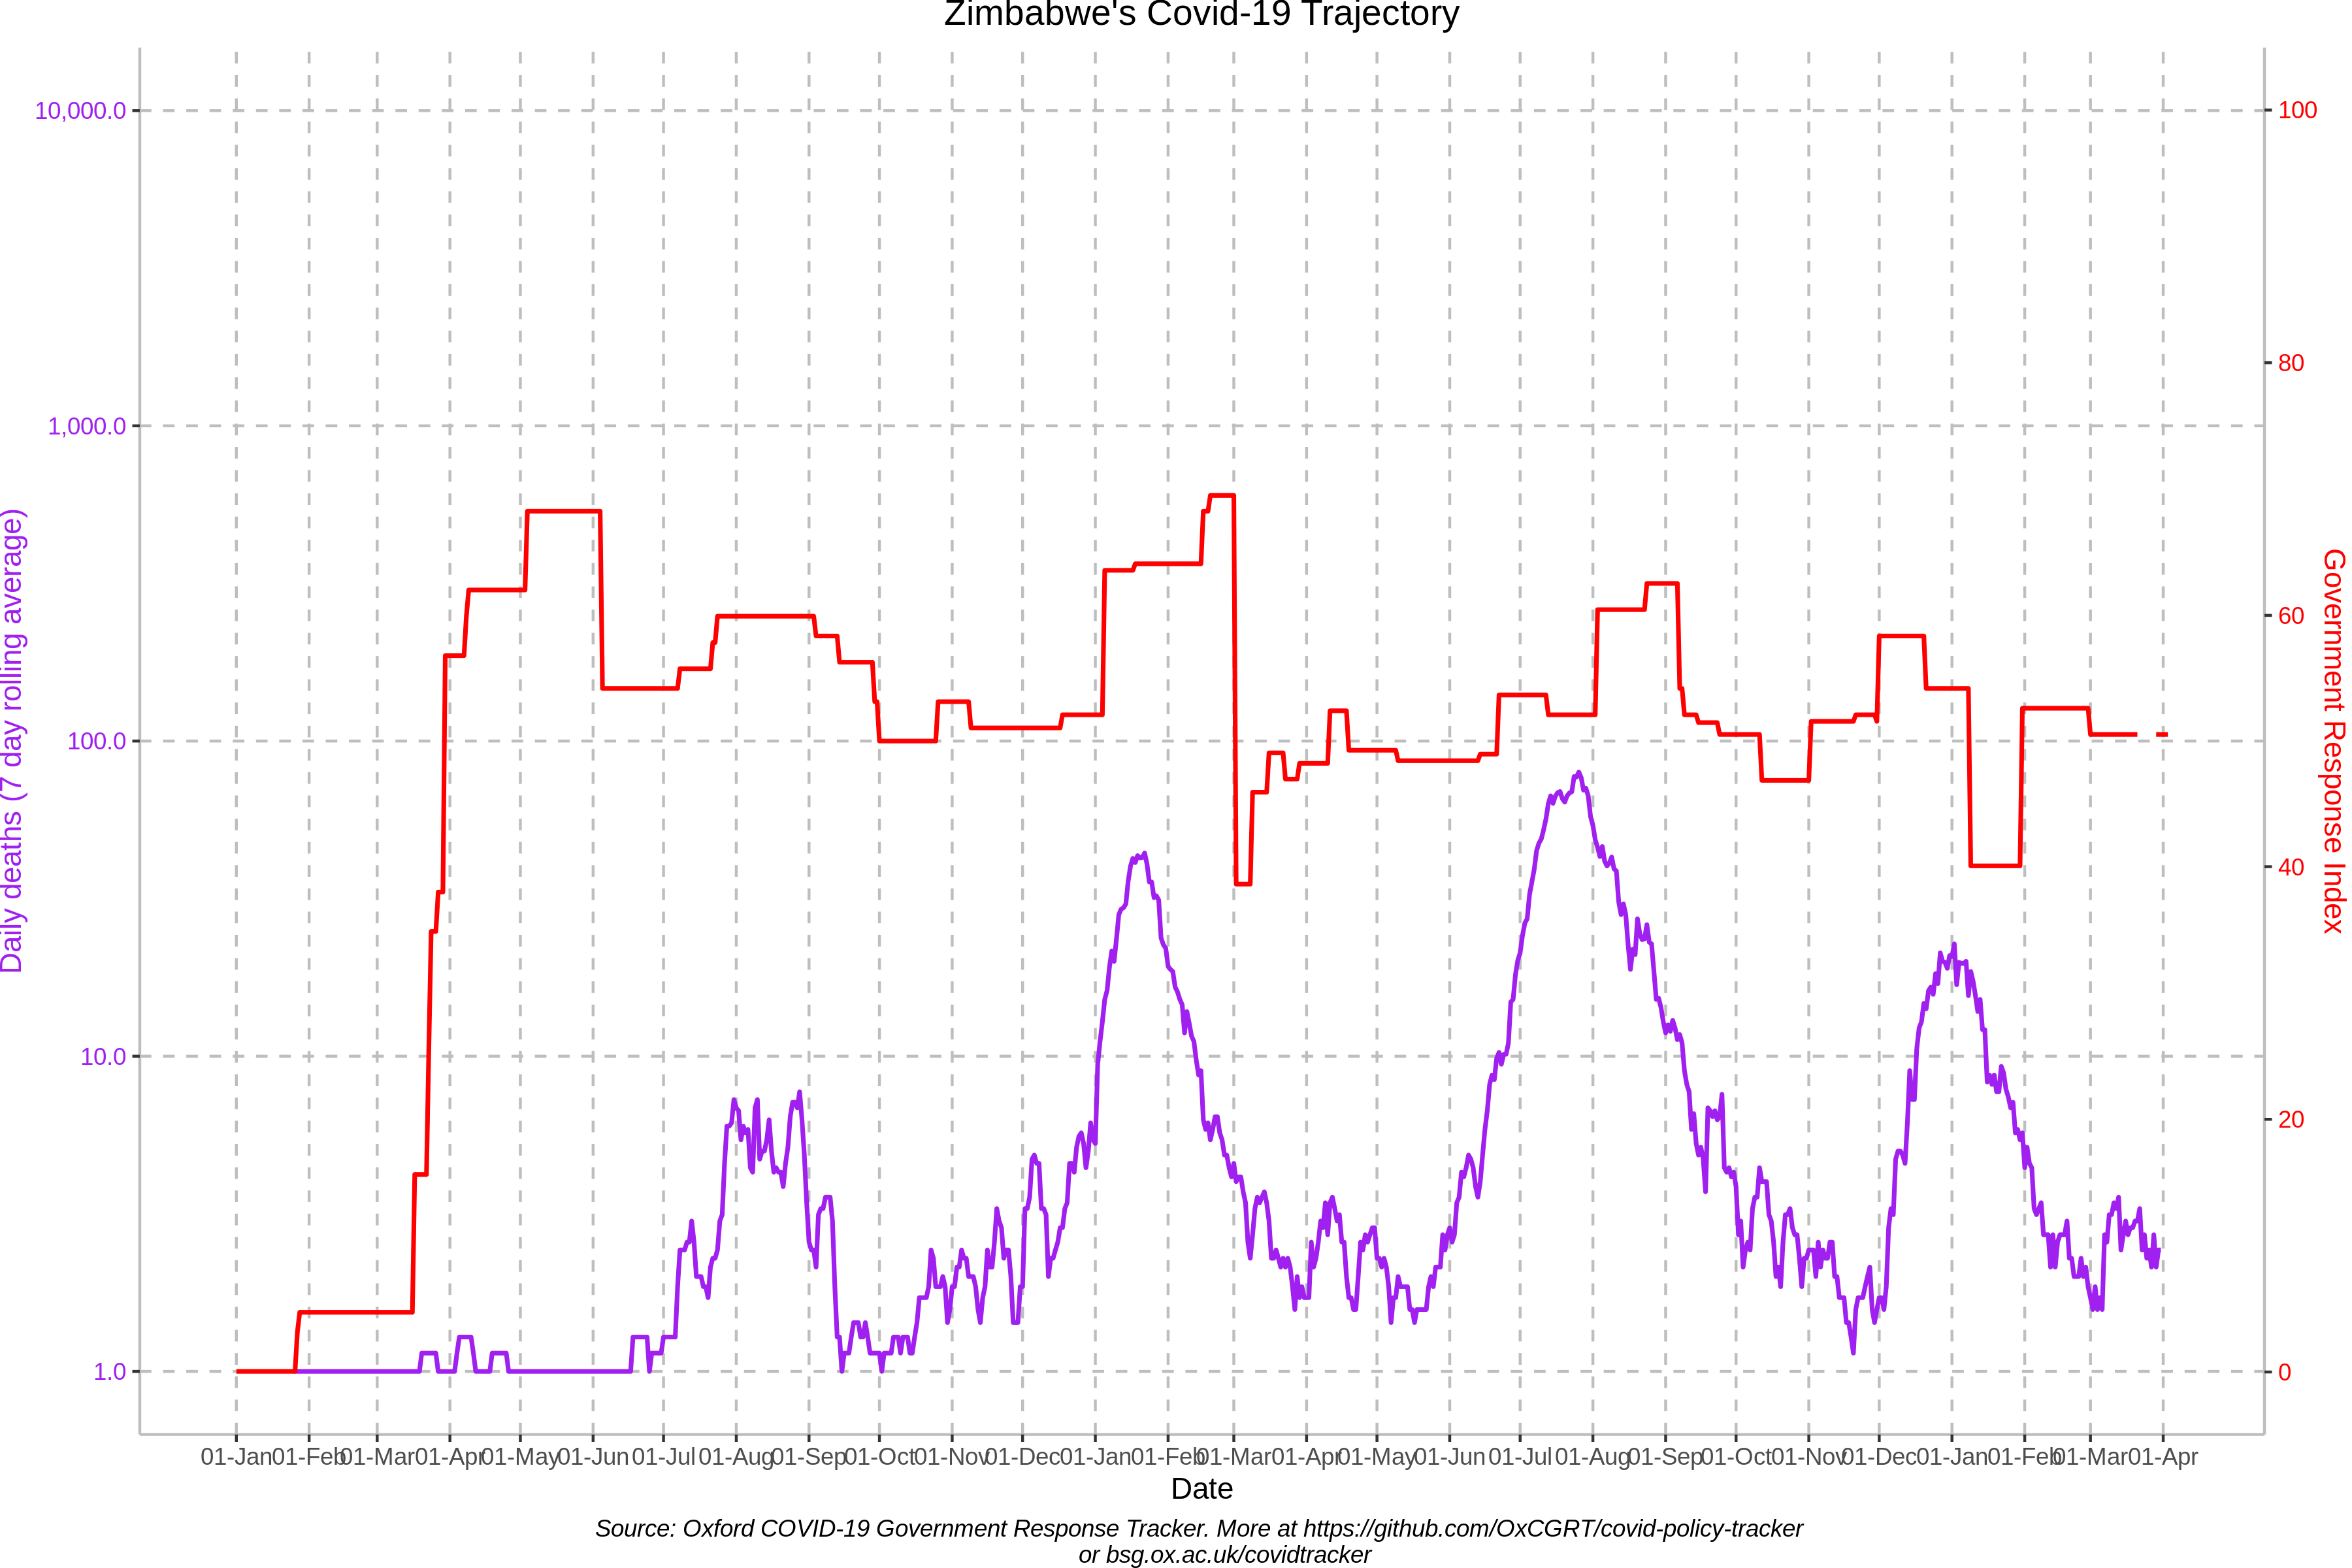 Zimbabwe's Covid-19 Trajectory
10,000.0
1,000.0
100.0
10.0
1.0
Daily deaths (7 day rolling average)
100
80
60
40
20
0
Government Response Index
01-Jan 01-Feb 01-Mar 01-Apr 01-May 01-Jun 01-Jul 01-Aug 01-Sep 01-Oct 01-Nov 01-Dec 01-Jan 01-Feb 01-Mar 01-Apr 01-May 01-Jun 01-Jul 01-Aug 01-Sep 01-Oct 01-Nov 01-Dec 01-Jan 01-Feb 01-Mar 01-Apr
Date
Source: Oxford COVID-19 Government Response Tracker. More at https://github.com/OxCGRT/covid-policy-tracker
or bsg.ox.ac.uk/covidtracker